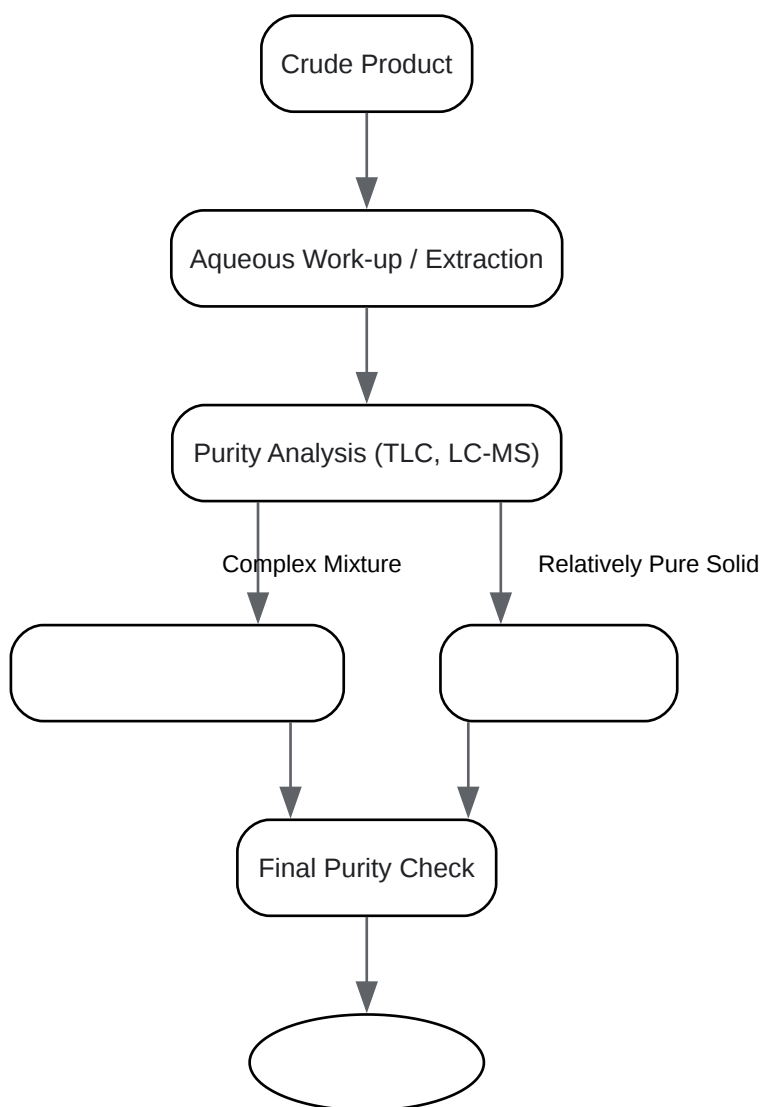 Crude Product
Aqueous Work-up / Extraction
Purity Analysis (TLC, LC-MS)
Complex Mixture
Relatively Pure Solid
Final Purity Check